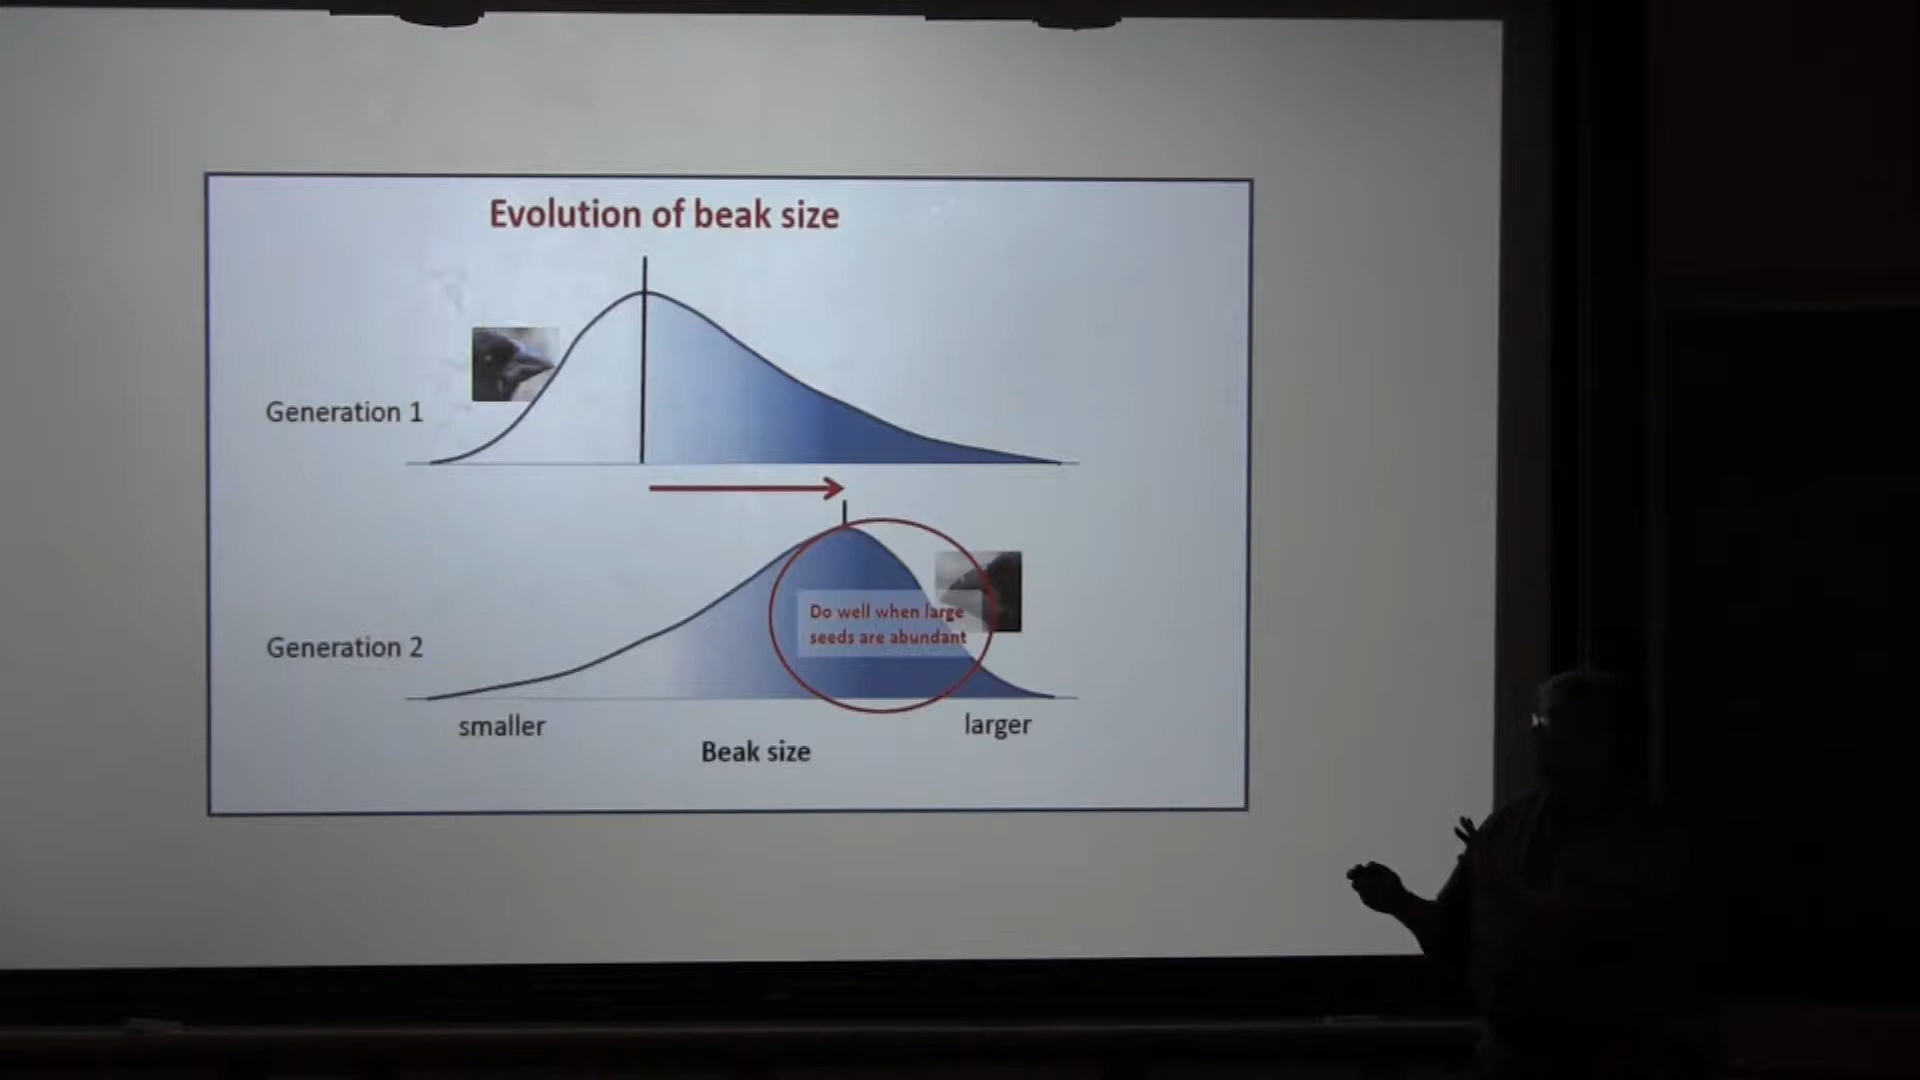 Evolution of beak size
Generation 1
Do well when large
seeds are abundant
Generation 2
smaller
larger
Beak size